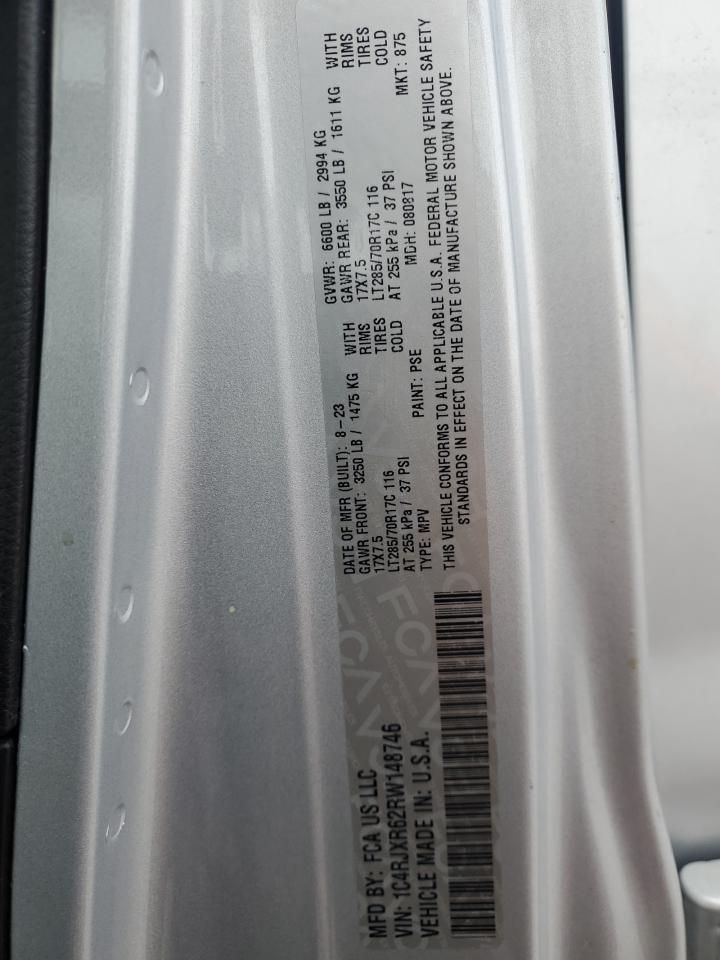 MFD BY: FCA US LLC
VIN: 1C4RJXR62RW148746
VEHICLE MADE IN: U.S.A.
DATE OF MFR (BUILT): 8-23
GAWR FRONT: 3250 LB / 1475 KG WITH
17X7.5 RIMS
LT285/70R17C 116 TIRES
AT 255 kPa / 37 PSI COLD
TYPE: MPV PAINT: PSE
GVWR: 6600 LB / 2994 KG
GAWR REAR: 3550 LB / 1611 KG WITH
17X7.5 RIMS
LT285/70R17C 116 TIRES
AT 255 kPa / 37 PSI COLD
MDH: 080817 MKT: 875
THIS VEHICLE CONFORMS TO ALL APPLICABLE U.S.A. FEDERAL MOTOR VEHICLE SAFETY
STANDARDS IN EFFECT ON THE DATE OF MANUFACTURE SHOWN ABOVE.
FCA
FCA